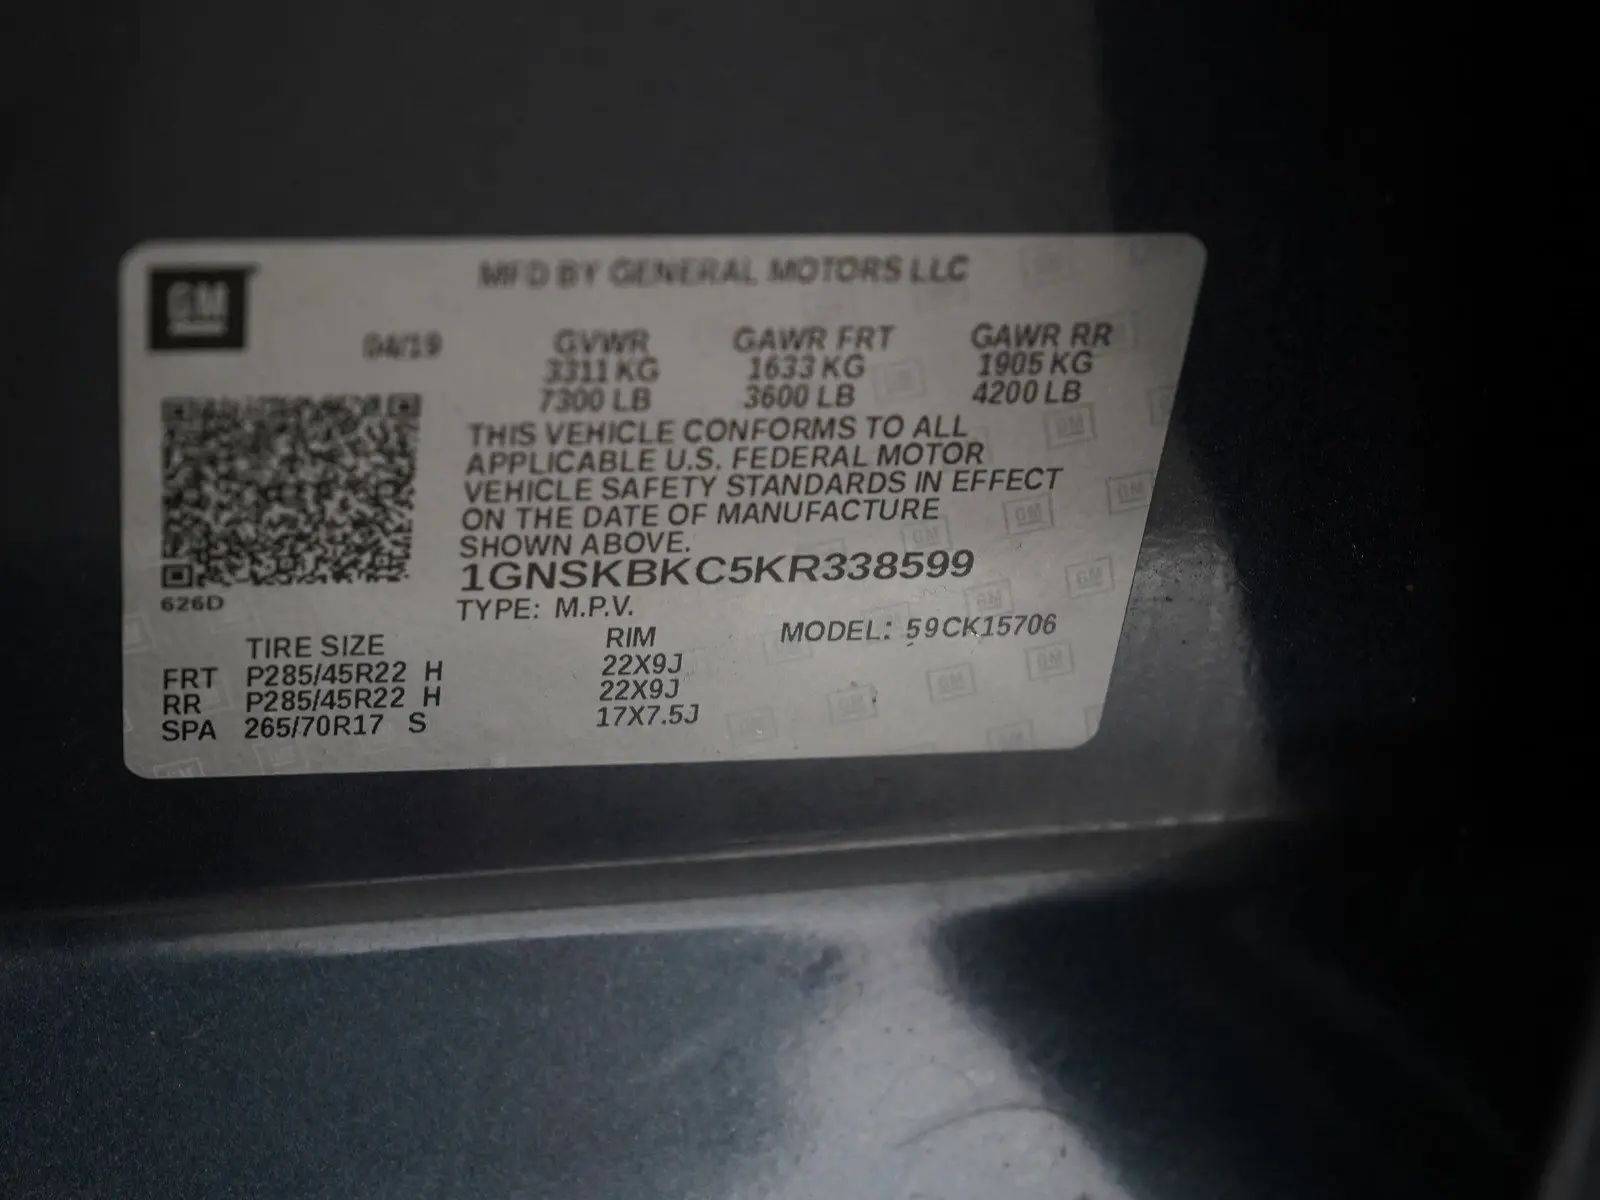 GM
MFD BY GENERAL MOTORS LLC
04/19
GVWR GAWR FRT GAWR RR
3311 KG 1633 KG 1905 KG
7300 LB 3600 LB 4200 LB
THIS VEHICLE CONFORMS TO ALL
APPLICABLE U.S. FEDERAL MOTOR
VEHICLE SAFETY STANDARDS IN EFFECT
ON THE DATE OF MANUFACTURE
SHOWN ABOVE.
1GNSKBKC5KR338599
626D
TYPE: M.P.V.
TIRE SIZE RIM MODEL: 59CK15706
FRT P285/45R22 H 22X9J
RR P285/45R22 H 22X9J
SPA 265/70R17 S 17X7.5J